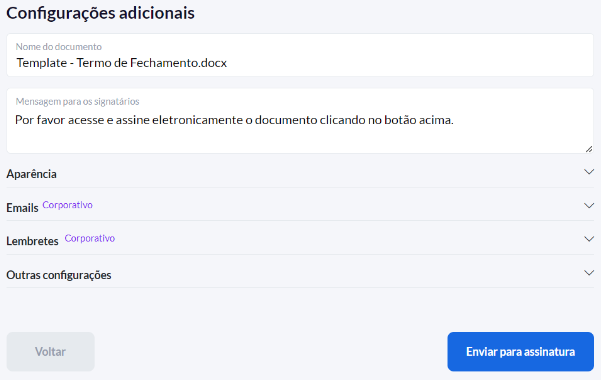 Configurações adicionais
Nome do documento
Template - Termo de Fechamento.docx
Mensagem para os signatários
Por favor acesse e assine eletronicamente o documento clicando no botão acima.
Aparência
Emails Corporativo
Lembretes Corporativo
Outras configurações
Voltar Enviar para assinatura